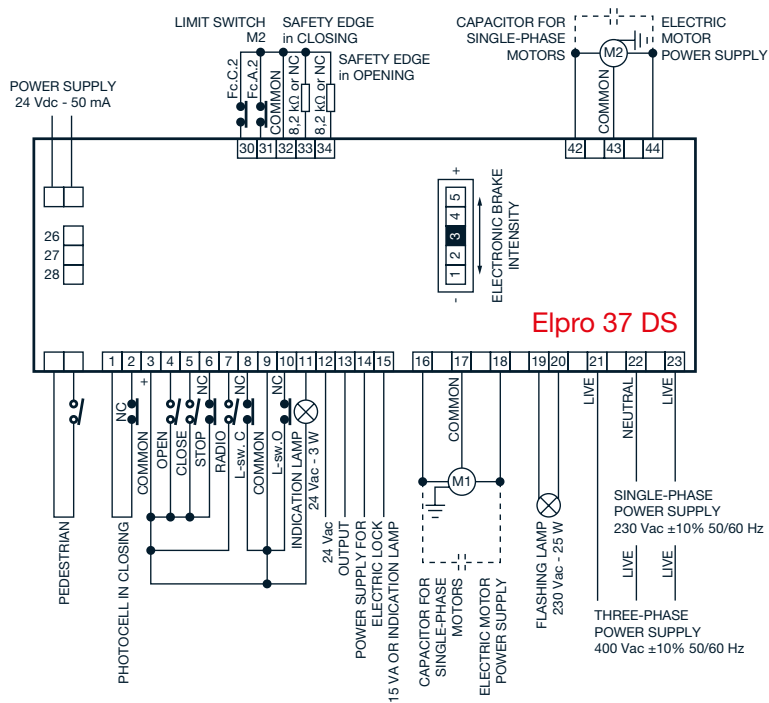 LIMIT SWITCH
M2
SAFETY EDGE
in CLOSING
SAFETY EDGE
in OPENING
CAPACITOR FOR
SINGLE-PHASE
MOTORS
ELECTRIC
MOTOR
POWER SUPPLY
M2
POWER SUPPLY
24 Vdc - 50 mA
Fc.C.2
Fc.A.2
COMMON
8,2 kΩ or NC
8,2 kΩ or NC
COMMON
30 31 32 33 34
42 43 44
26
27
28
+
5
4
3
2
1
-
ELECTRONIC BRAKE
INTENSITY
Elpro 37 DS
1 2 3 4 5 6 7 8 9 10 11 12 13 14 15
16 17 18 19 20 21 22 23
PEDESTRIAN
NC
PHOTOCELL IN CLOSING
+
COMMON
OPEN
CLOSE
NC
STOP
RADIO
NC
L-sw. C
COMMON
NC
L-sw. O
INDICATION LAMP
24 Vac - 3 W
24 Vac
OUTPUT
POWER SUPPLY FOR
ELECTRIC LOCK
15 VA OR INDICATION LAMP
COMMON
M1
CAPACITOR FOR
SINGLE-PHASE
MOTORS
ELECTRIC MOTOR
POWER SUPPLY
FLASHING LAMP
230 Vac - 25 W
LIVE
NEUTRAL
LIVE
SINGLE-PHASE
POWER SUPPLY
230 Vac ±10% 50/60 Hz
LIVE
LIVE
THREE-PHASE
POWER SUPPLY
400 Vac ±10% 50/60 Hz